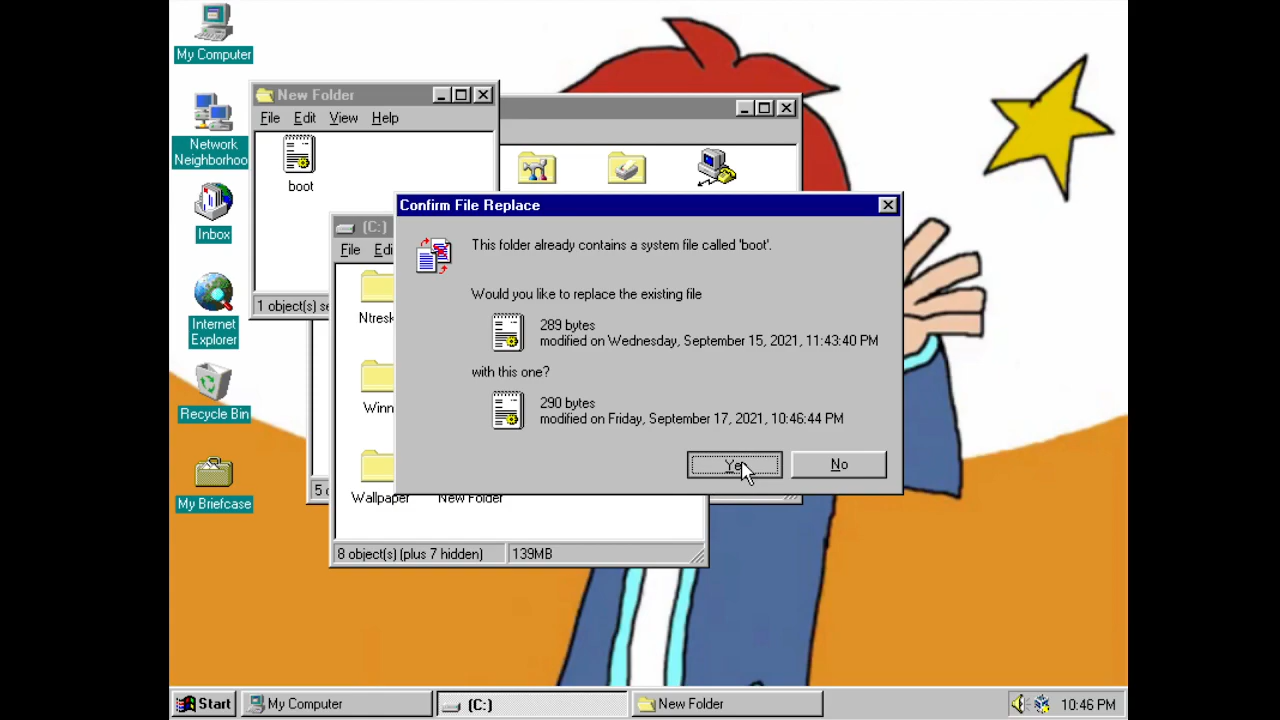 My Computer
Network
Neighborhoo
Inbox
Internet
Explorer
Recycle Bin
My Briefcase
New Folder
File Edit View Help
boot
1 object(s) se
(C:)
File Edi
Ntresk
Winn
Wallpaper New Folder
8 object(s) (plus 7 hidden) 139MB
5 o
Confirm File Replace
This folder already contains a system file called 'boot'.
Would you like to replace the existing file
289 bytes
modified on Wednesday, September 15, 2021, 11:43:40 PM
with this one?
290 bytes
modified on Friday, September 17, 2021, 10:46:44 PM
Yes No
Start My Computer (C:) New Folder 10:46 PM